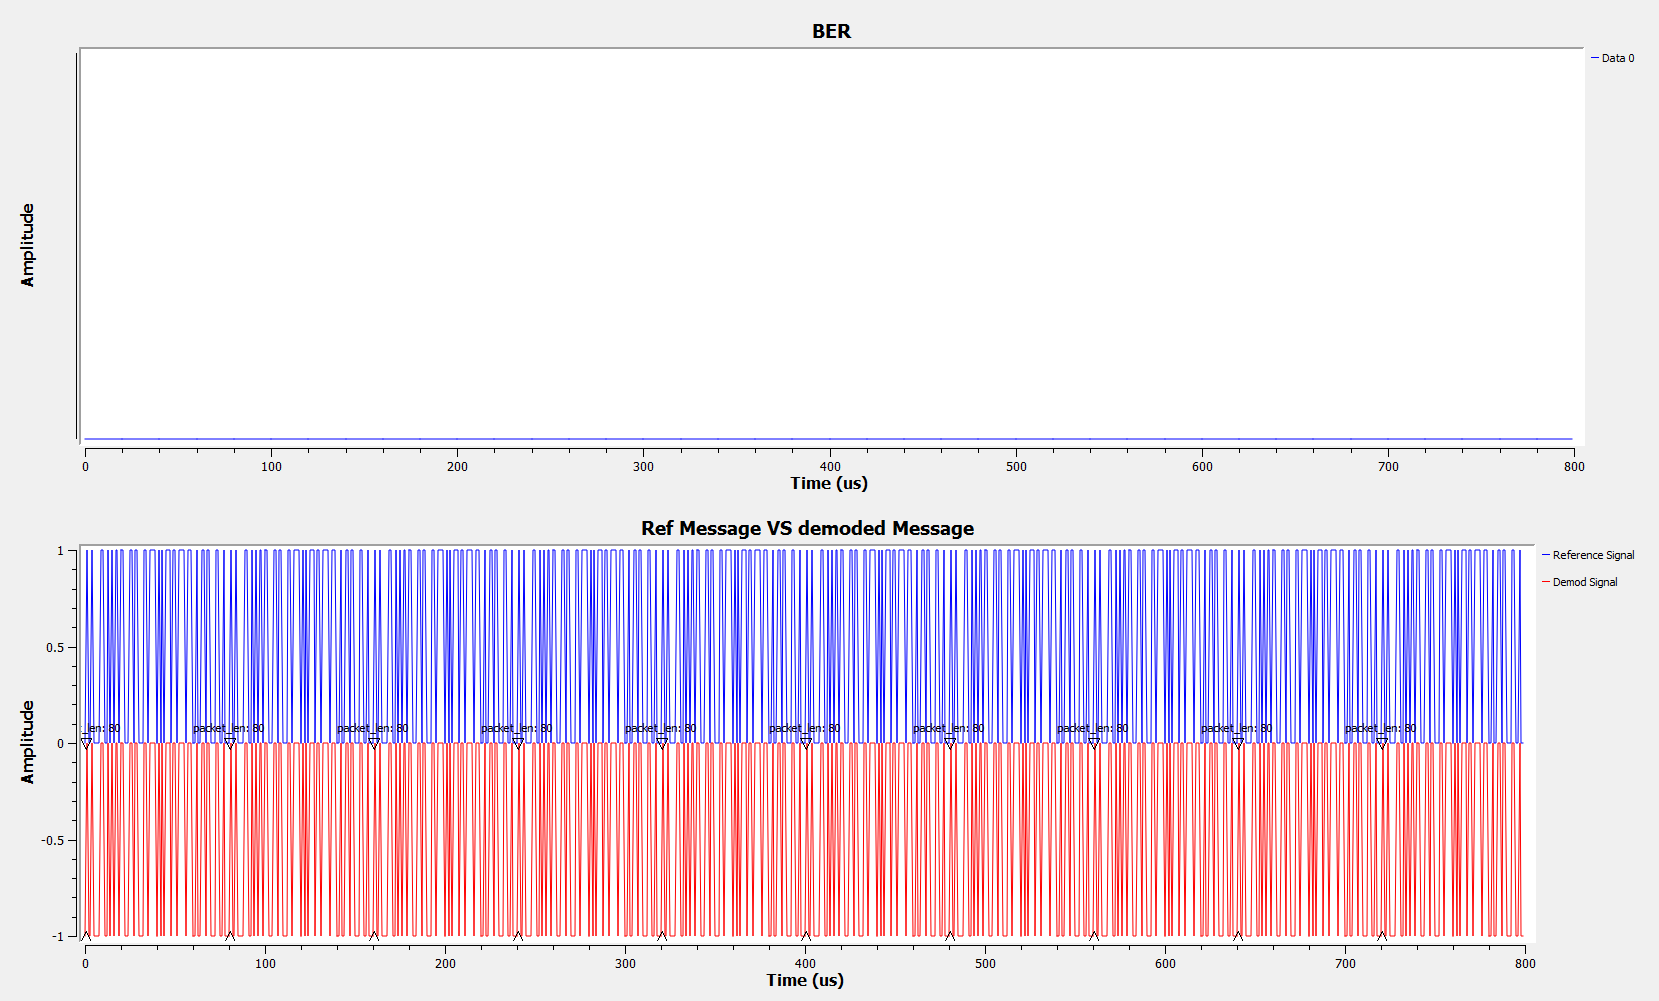 BER
Data 0
Amplitude
0 100 200 300 400 500 600 700 800
Time (us)
Ref Message VS demoded Message
Reference Signal
Demod Signal
1
0.5
0
-0.5
-1
Amplitude
_len: 80 packet_len: 80 packet_len: 80 packet_len: 80 packet_len: 80 packet_len: 80 packet_len: 80 packet_len: 80 packet_len: 80 packet_len: 80
0 100 200 300 400 500 600 700 800
Time (us)